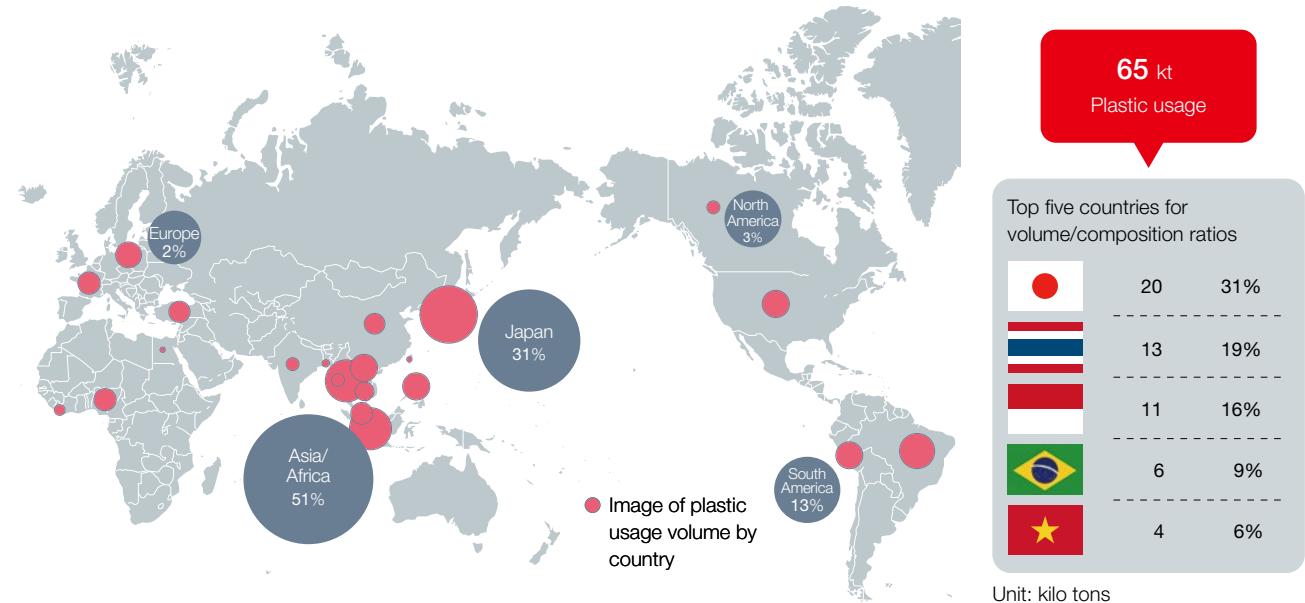 Europe
2%
North
America
3%
Japan
31%
Asia/
Africa
51%
South
America
13%
Image of plastic
usage volume by
country
65 kt
Plastic usage
Top five countries for
volume/composition ratios
20 31%
13 19%
11 16%
6 9%
4 6%
Unit: kilo tons